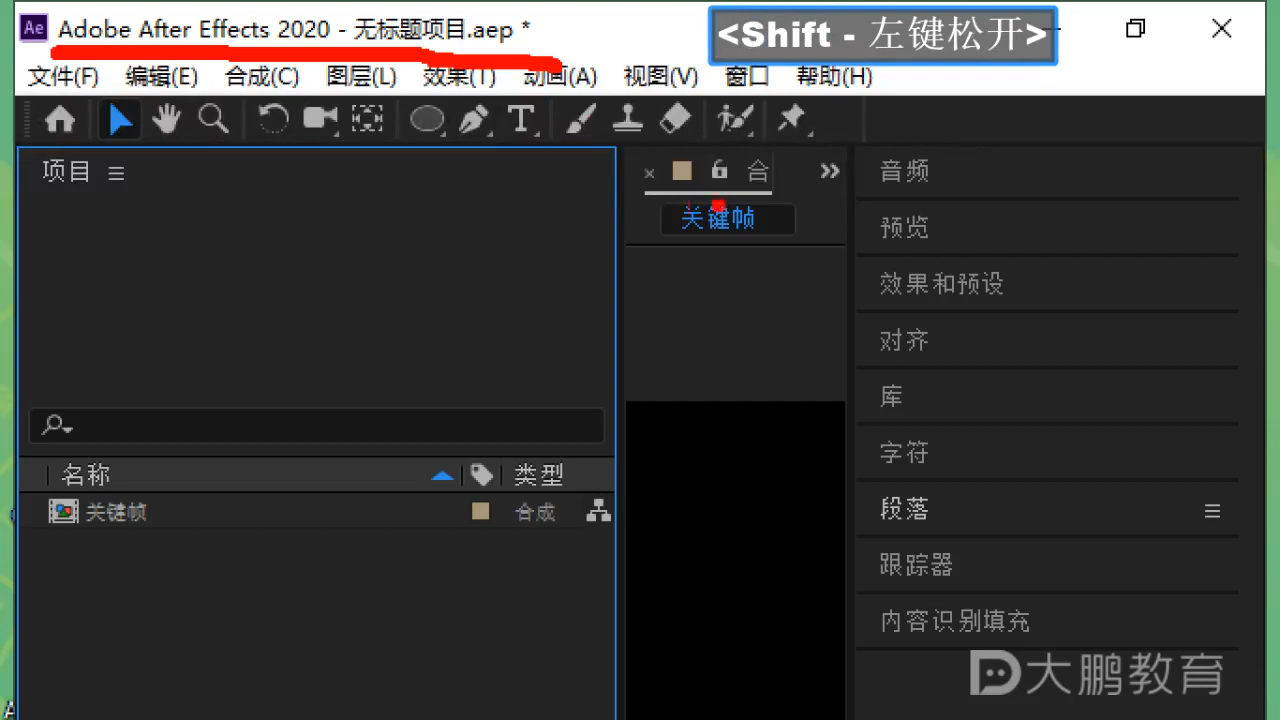 Ae Adobe After Effects 2020 - 无标题项目.aep *
<Shift - 左键松开>
文件(F) 编辑(E) 合成(C) 图层(L) 效果(T) 动画(A) 视图(V) 窗口 帮助(H)
项目
合
关键帧
名称 类型
关键帧 合成
音频
预览
效果和预设
对齐
库
字符
段落
跟踪器
内容识别填充
大鹏教育